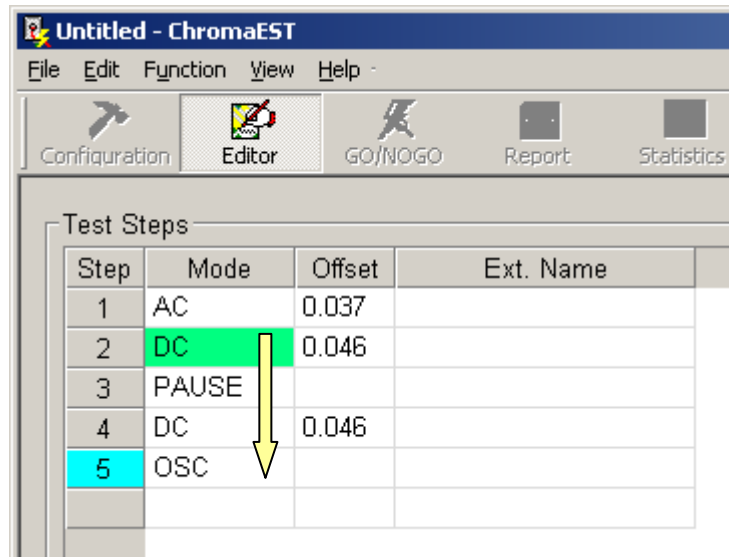 Untitled - ChromaEST
File Edit Function View Help
Configuration Editor GO/NOGO Report Statistics
Test Steps
Step Mode Offset Ext. Name
1 AC 0.037
2 DC 0.046
3 PAUSE
4 DC 0.046
5 OSC